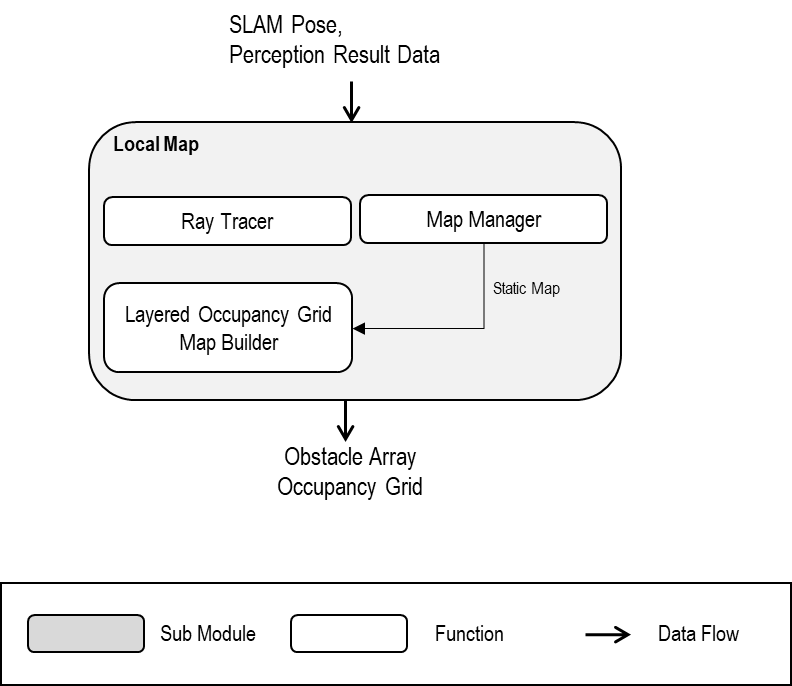 SLAM Pose,
Perception Result Data
Local Map
Ray Tracer
Map Manager
Static Map
Layered Occupancy Grid
Map Builder
Obstacle Array
Occupancy Grid
Sub Module
Function
Data Flow